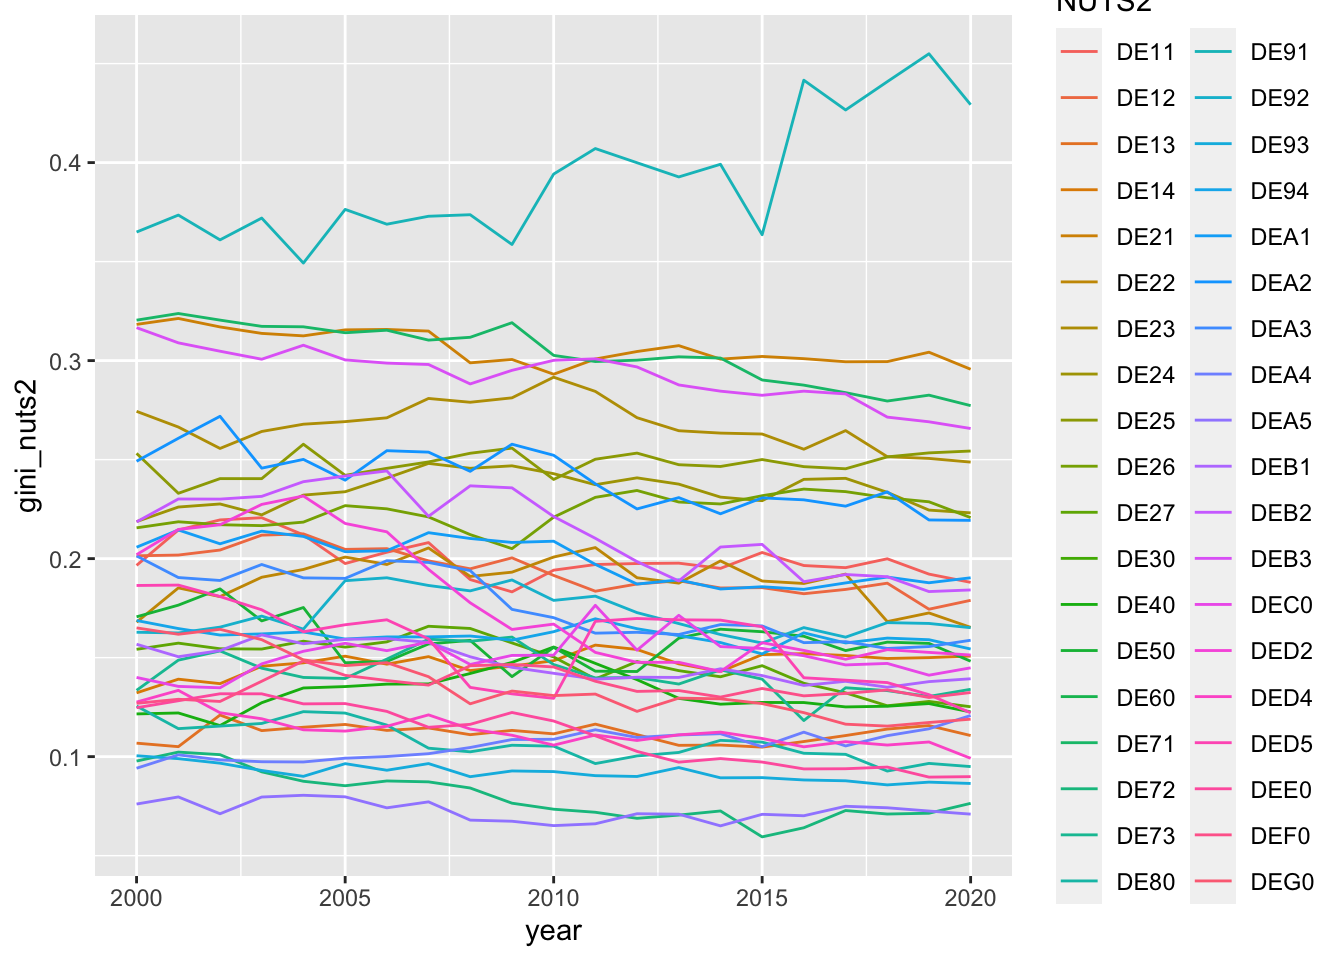 NUTS2
DE11 DE91
DE12 DE92
DE13 DE93
DE14 DE94
DE21 DEA1
DE22 DEA2
DE23 DEA3
DE24 DEA4
DE25 DEA5
DE26 DEB1
DE27 DEB2
DE30 DEB3
DE40 DEC0
DE50 DED2
DE60 DED4
DE71 DED5
DE72 DEE0
DE73 DEF0
DE80 DEG0
0.4
0.3
0.2
0.1
gini_nuts2
2000 2005 2010 2015 2020
year